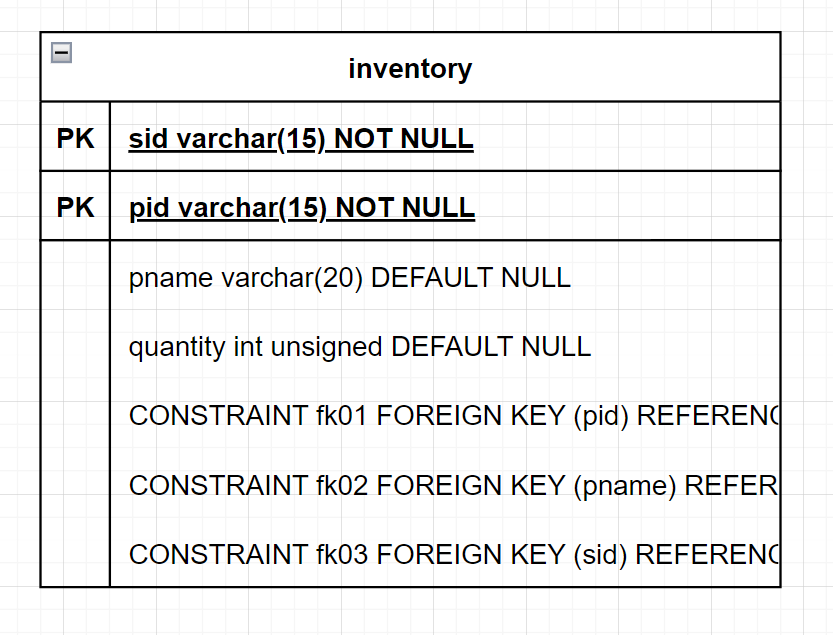 inventory
PK sid varchar(15) NOT NULL
PK pid varchar(15) NOT NULL
pname varchar(20) DEFAULT NULL
quantity int unsigned DEFAULT NULL
CONSTRAINT fk01 FOREIGN KEY (pid)
CONSTRAINT fk02 FOREIGN KEY (pname)
CONSTRAINT fk03 FOREIGN KEY (sid)